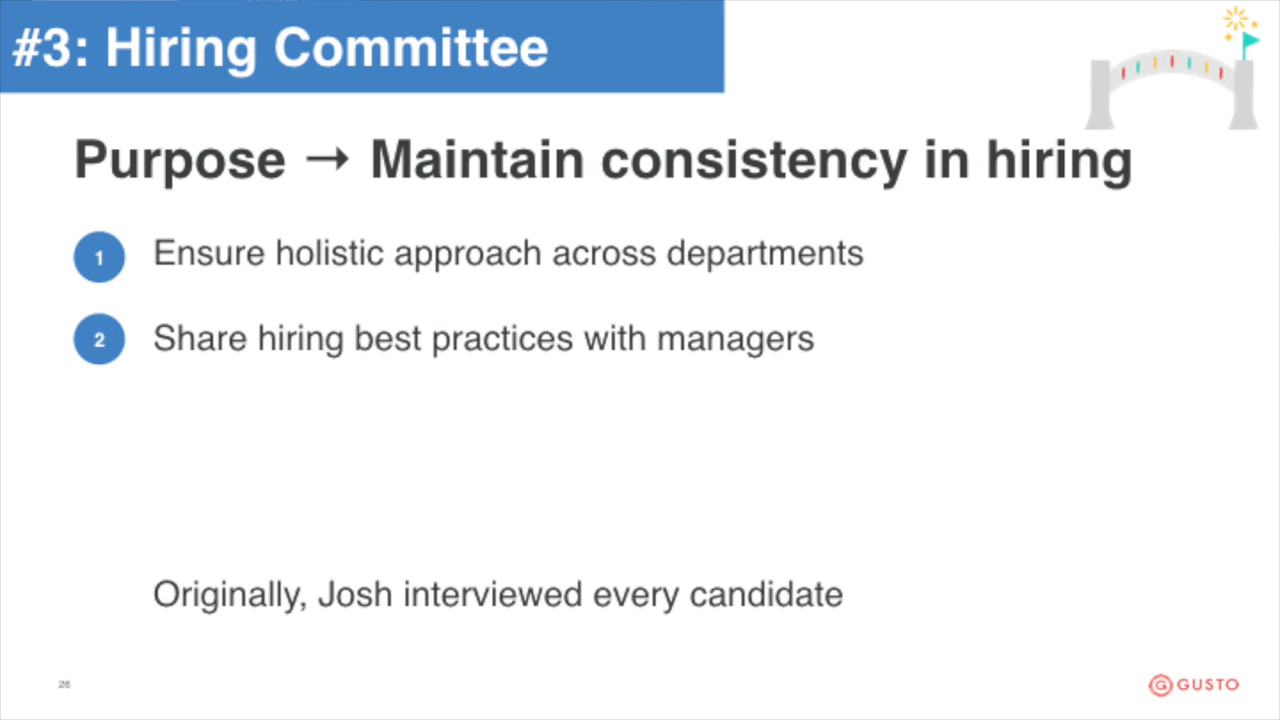 #3: Hiring Committee
Purpose → Maintain consistency in hiring
1 Ensure holistic approach across departments
2 Share hiring best practices with managers
Originally, Josh interviewed every candidate
26
G GUSTO